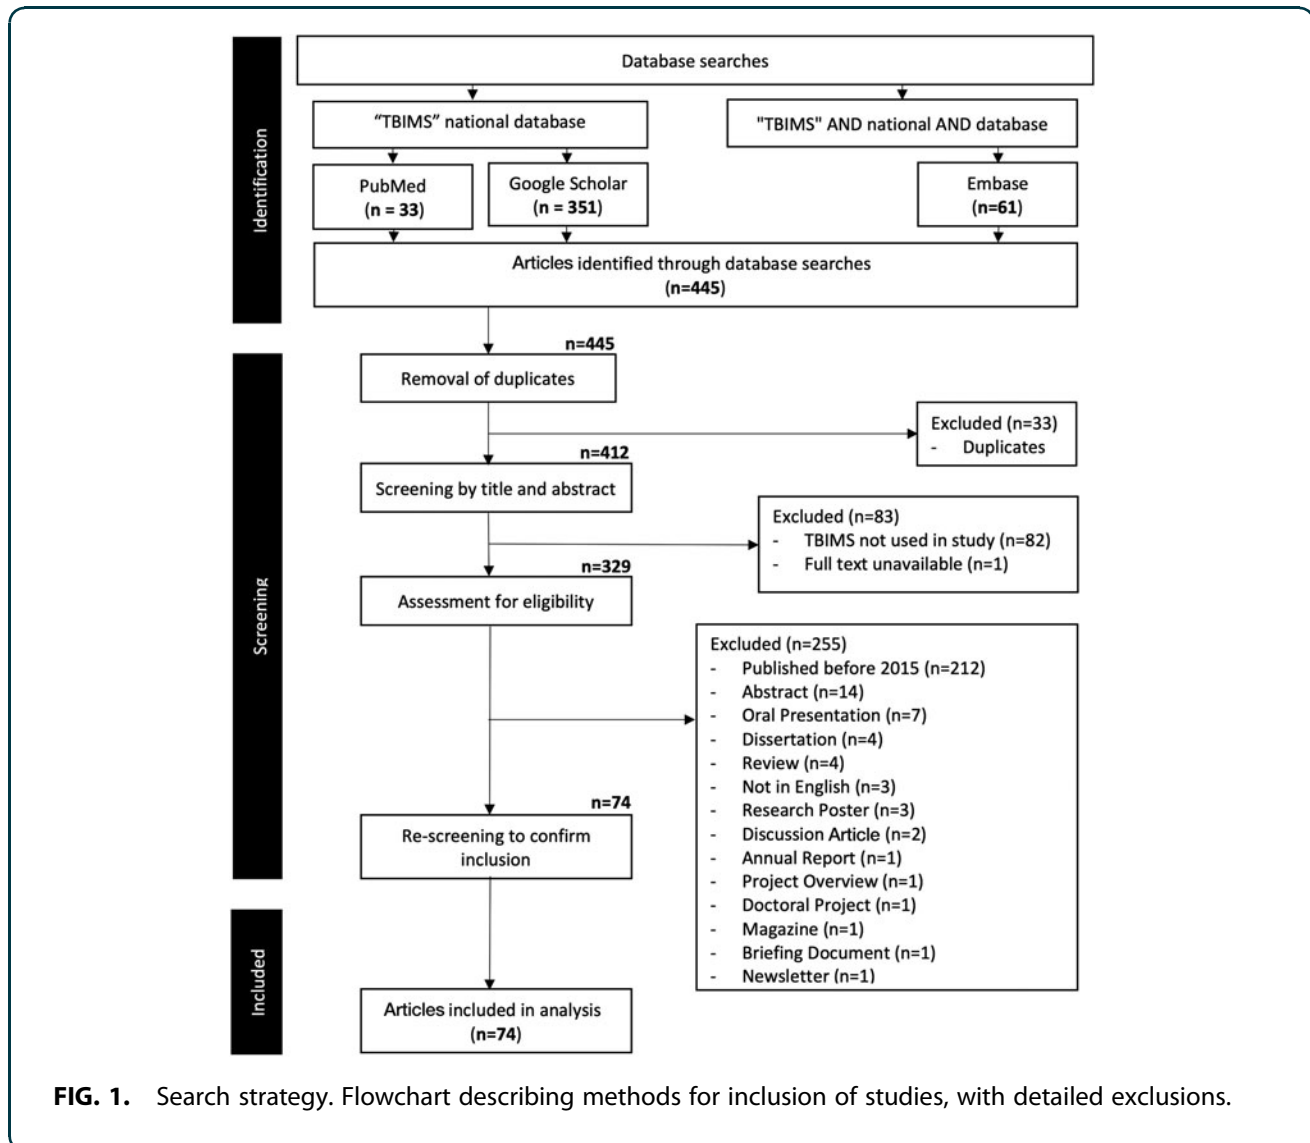 Identification
Database searches
“TBIMS” national database
"TBIMS" AND national AND database
PubMed
(n = 33)
Google Scholar
(n = 351)
Embase
(n=61)
Articles identified through database searches
(n=445)
Screening
n=445
Removal of duplicates
Excluded (n=33)
- Duplicates
n=412
Screening by title and abstract
Excluded (n=83)
- TBIMS not used in study (n=82)
- Full text unavailable (n=1)
n=329
Assessment for eligibility
Excluded (n=255)
- Published before 2015 (n=212)
- Abstract (n=14)
- Oral Presentation (n=7)
- Dissertation (n=4)
- Review (n=4)
- Not in English (n=3)
- Research Poster (n=3)
- Discussion Article (n=2)
- Annual Report (n=1)
- Project Overview (n=1)
- Doctoral Project (n=1)
- Magazine (n=1)
- Briefing Document (n=1)
- Newsletter (n=1)
n=74
Re-screening to confirm
inclusion
Included
Articles included in analysis
(n=74)
FIG. 1. Search strategy. Flowchart describing methods for inclusion of studies, with detailed exclusions.